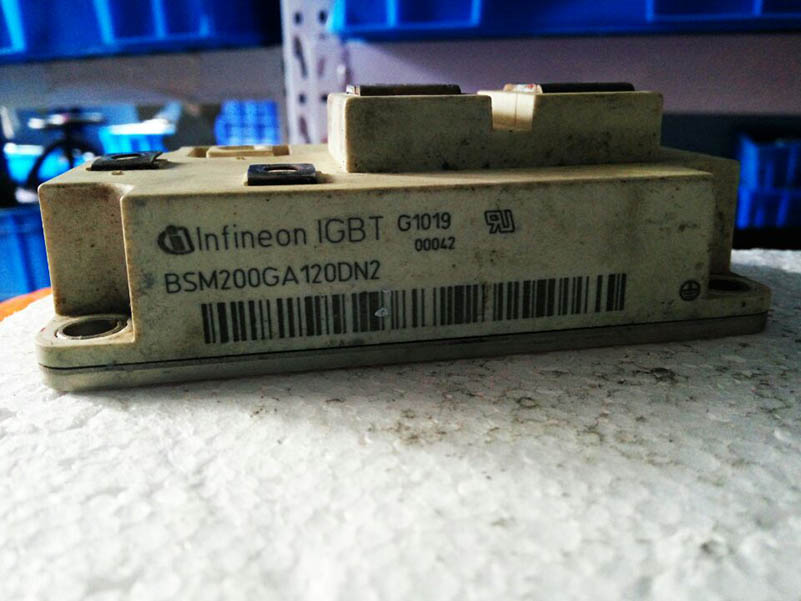 Infineon IGBT G1019
00042
BSM200GA120DN2